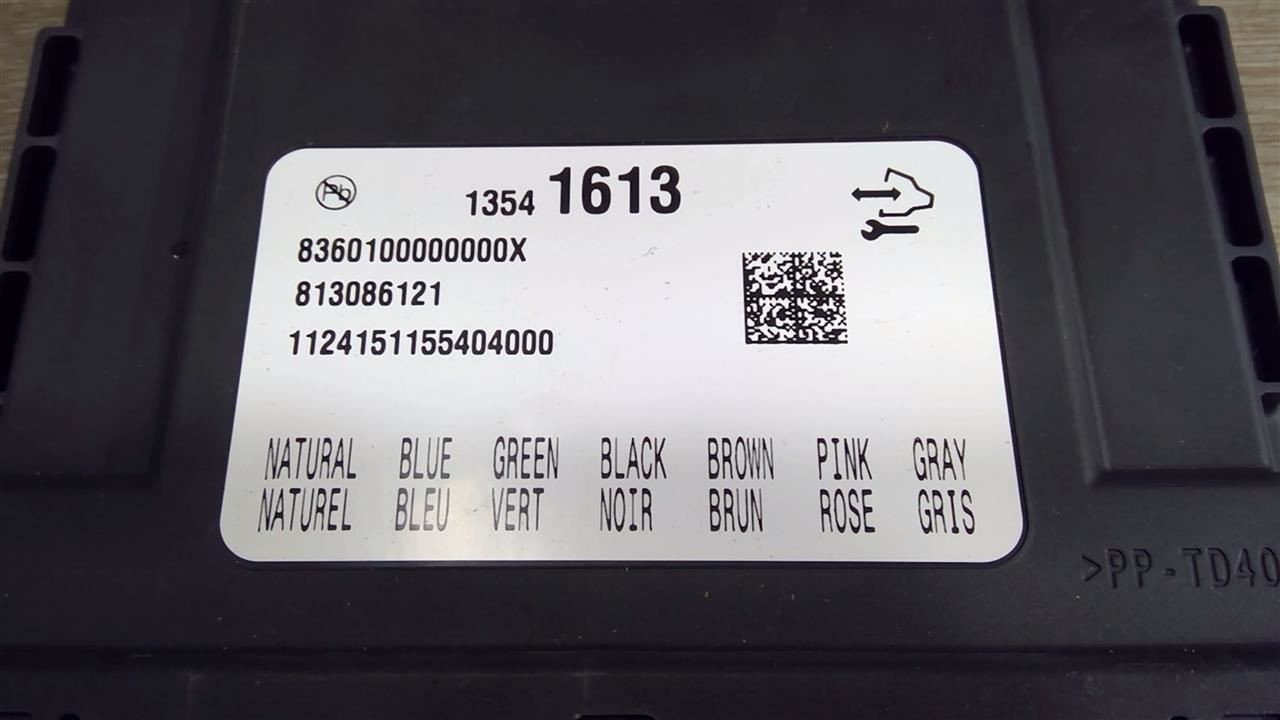 Pb
1354 1613
8360100000000X
813086121
1124151155404000
NATURAL BLUE GREEN BLACK BROWN PINK GRAY
NATUREL BLEU VERT NOIR BRUN ROSE GRIS
>PP-TD40